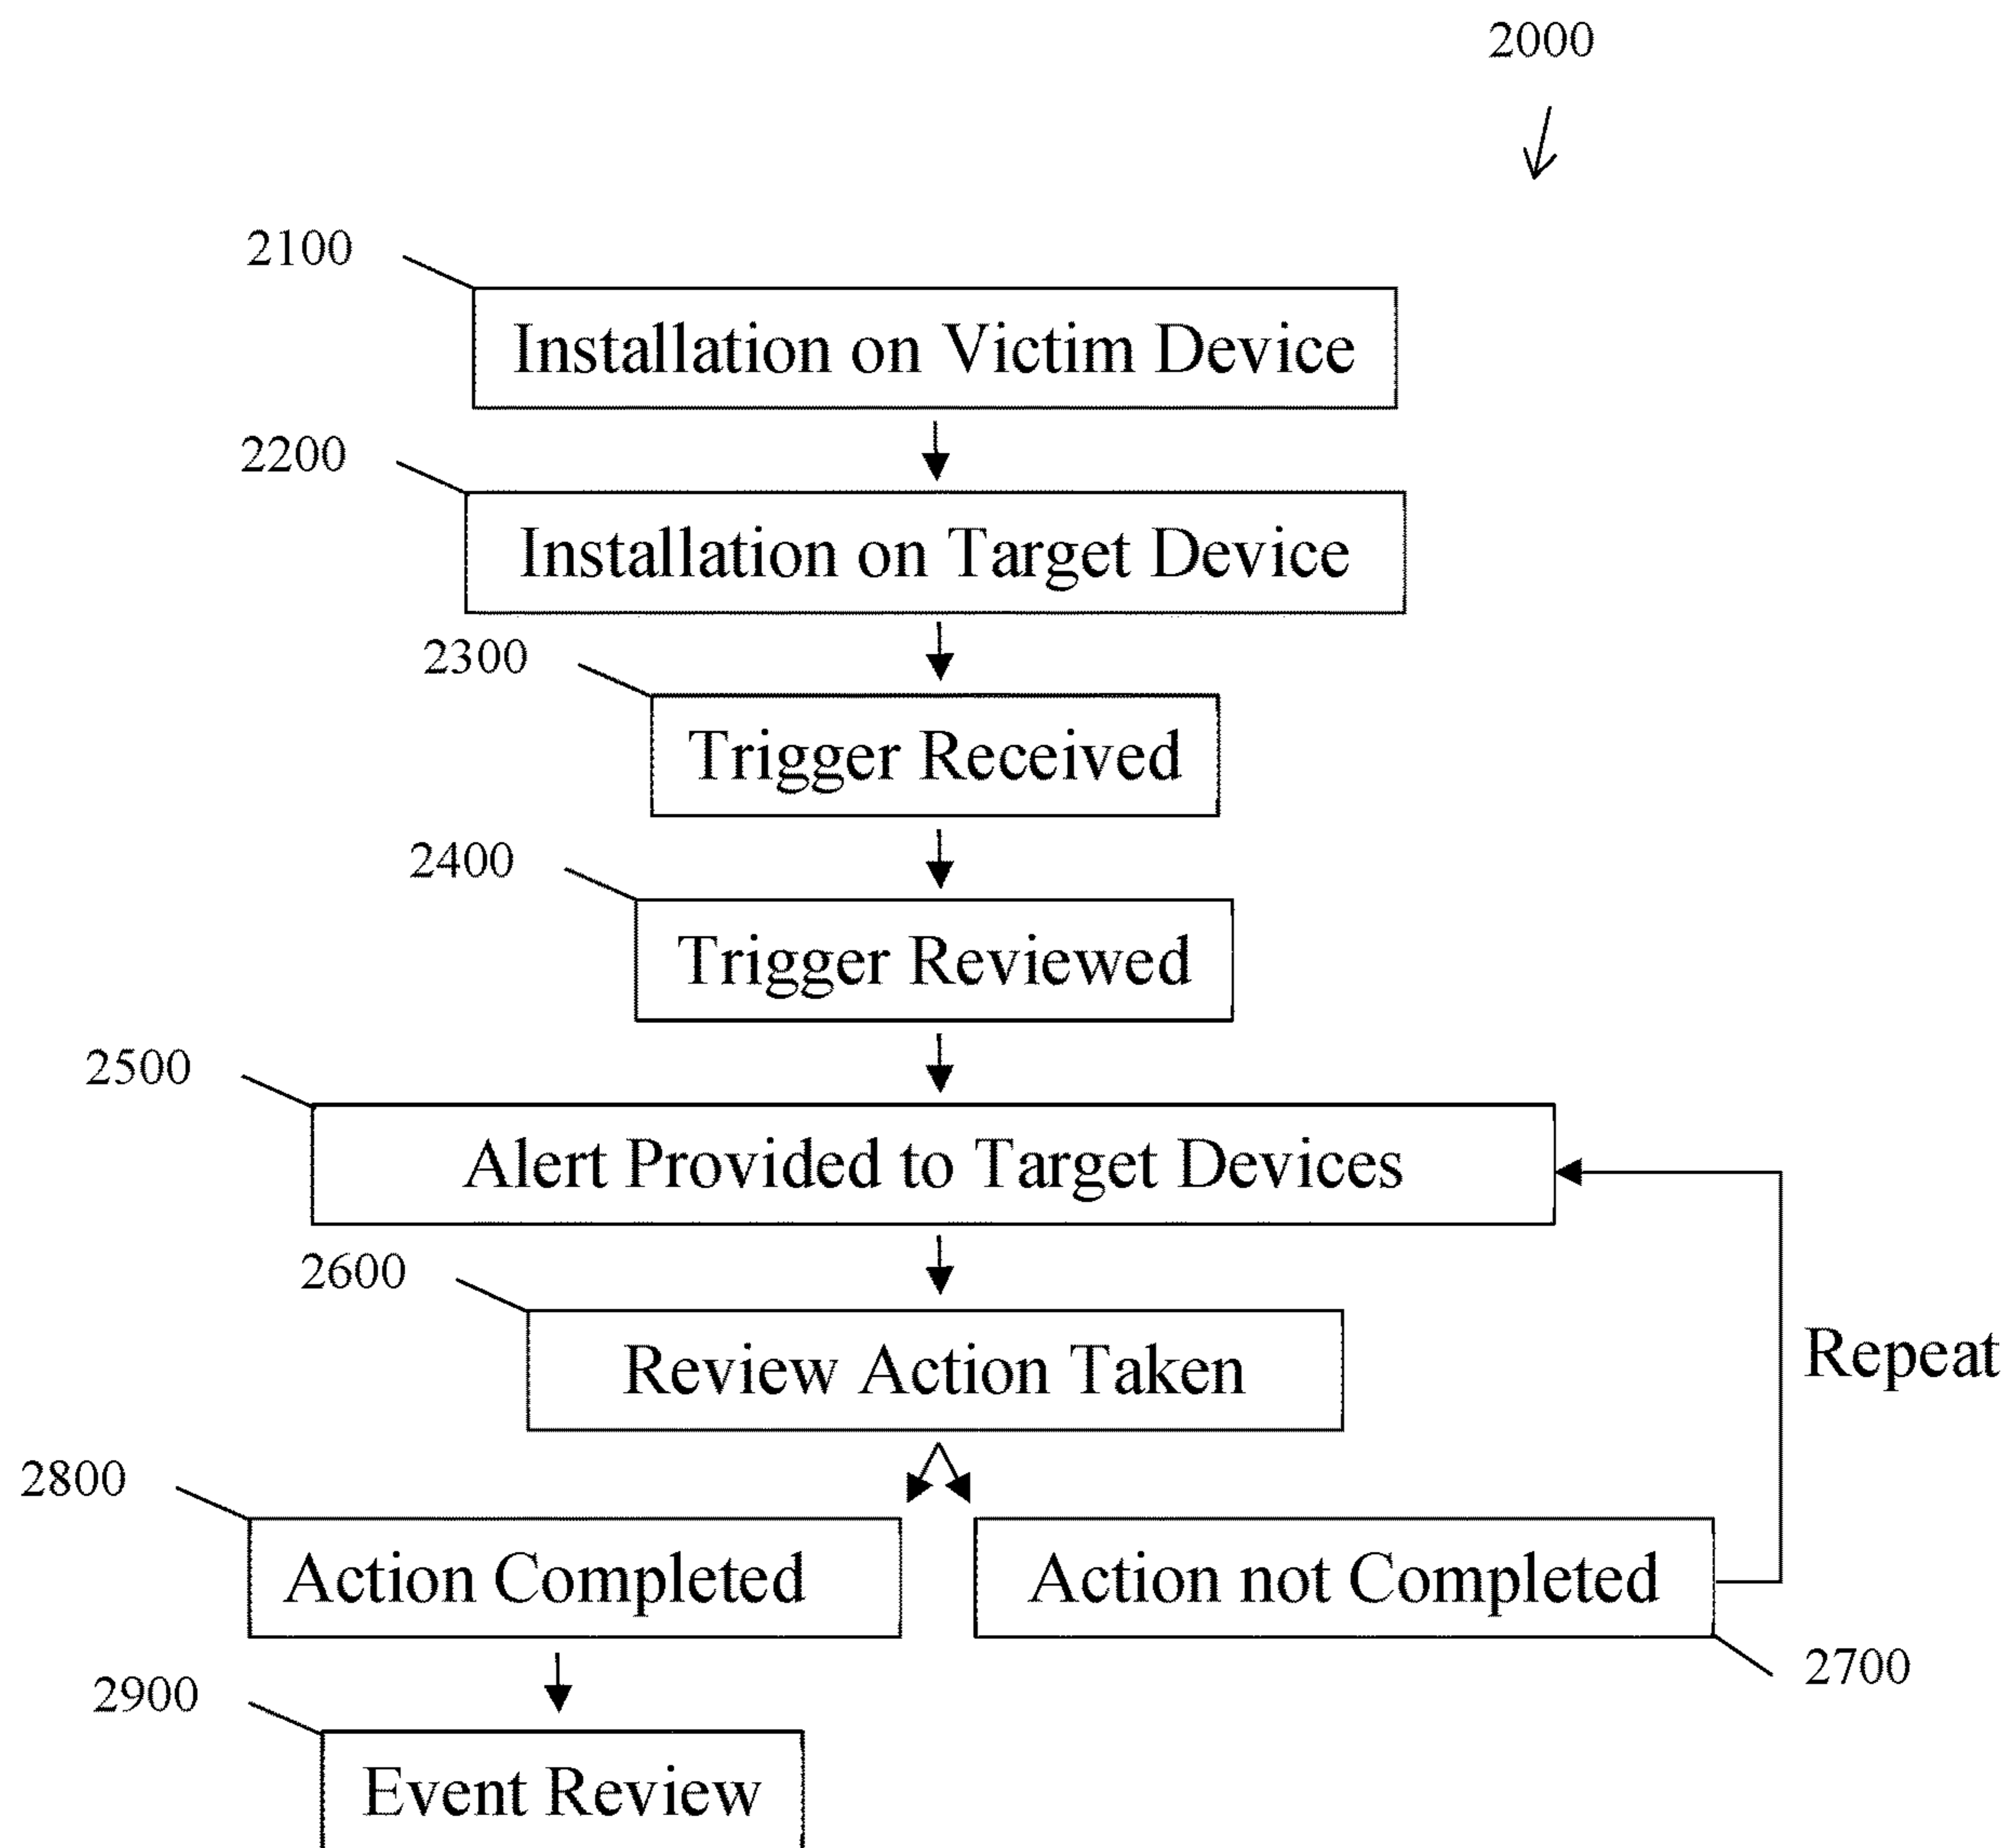 2000
2100
Installation on Victim Device
2200
Installation on Target Device
2300
Trigger Received
2400
Trigger Reviewed
2500
Alert Provided to Target Devices
2600
Review Action Taken
Repeat
2800
Action Completed
Action not Completed
2700
2900
Event Review